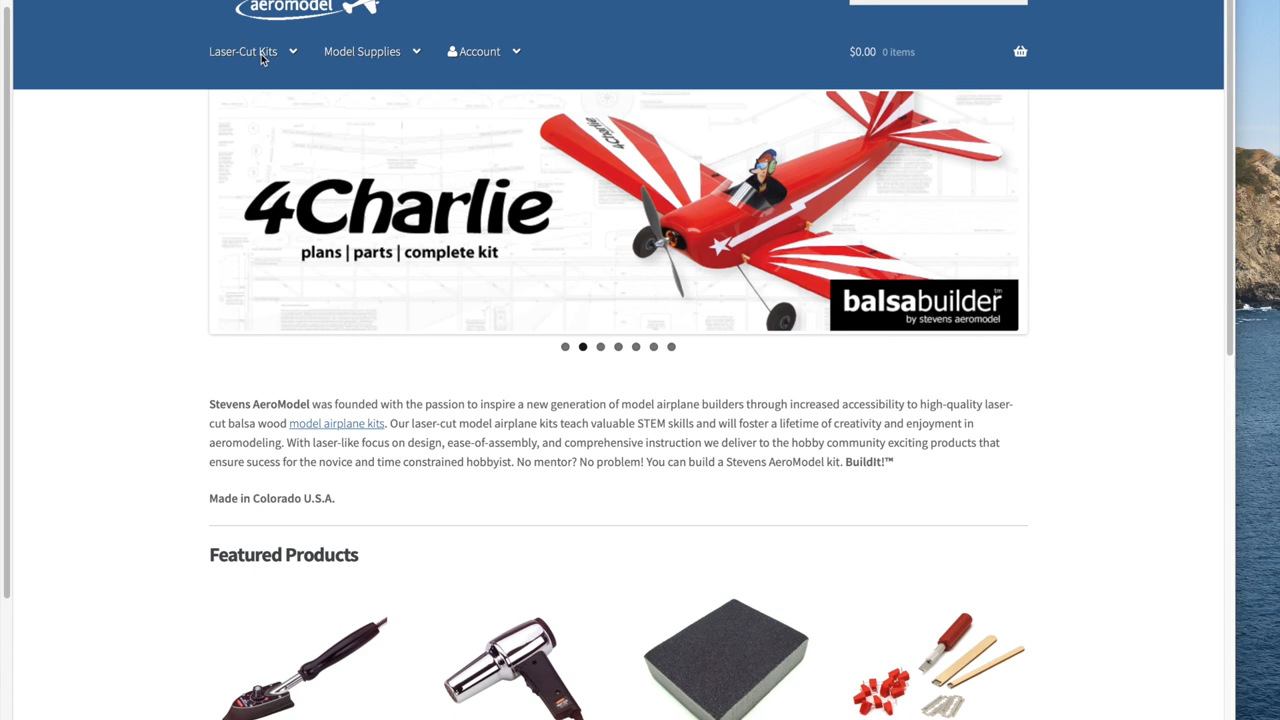 aeromodel
Laser-Cut Kits Model Supplies Account $0.00 0 items
4Charlie
4Charlie
plans | parts | complete kit
balsabuilder™
by stevens aeromodel
Stevens AeroModel was founded with the passion to inspire a new generation of model airplane builders through increased accessibility to high-quality laser-
cut balsa wood model airplane kits. Our laser-cut model airplane kits teach valuable STEM skills and will foster a lifetime of creativity and enjoyment in
aeromodeling. With laser-like focus on design, ease-of-assembly, and comprehensive instruction we deliver to the hobby community exciting products that
ensure sucess for the novice and time constrained hobbyist. No mentor? No problem! You can build a Stevens AeroModel kit. BuildIt!™
Made in Colorado U.S.A.
Featured Products